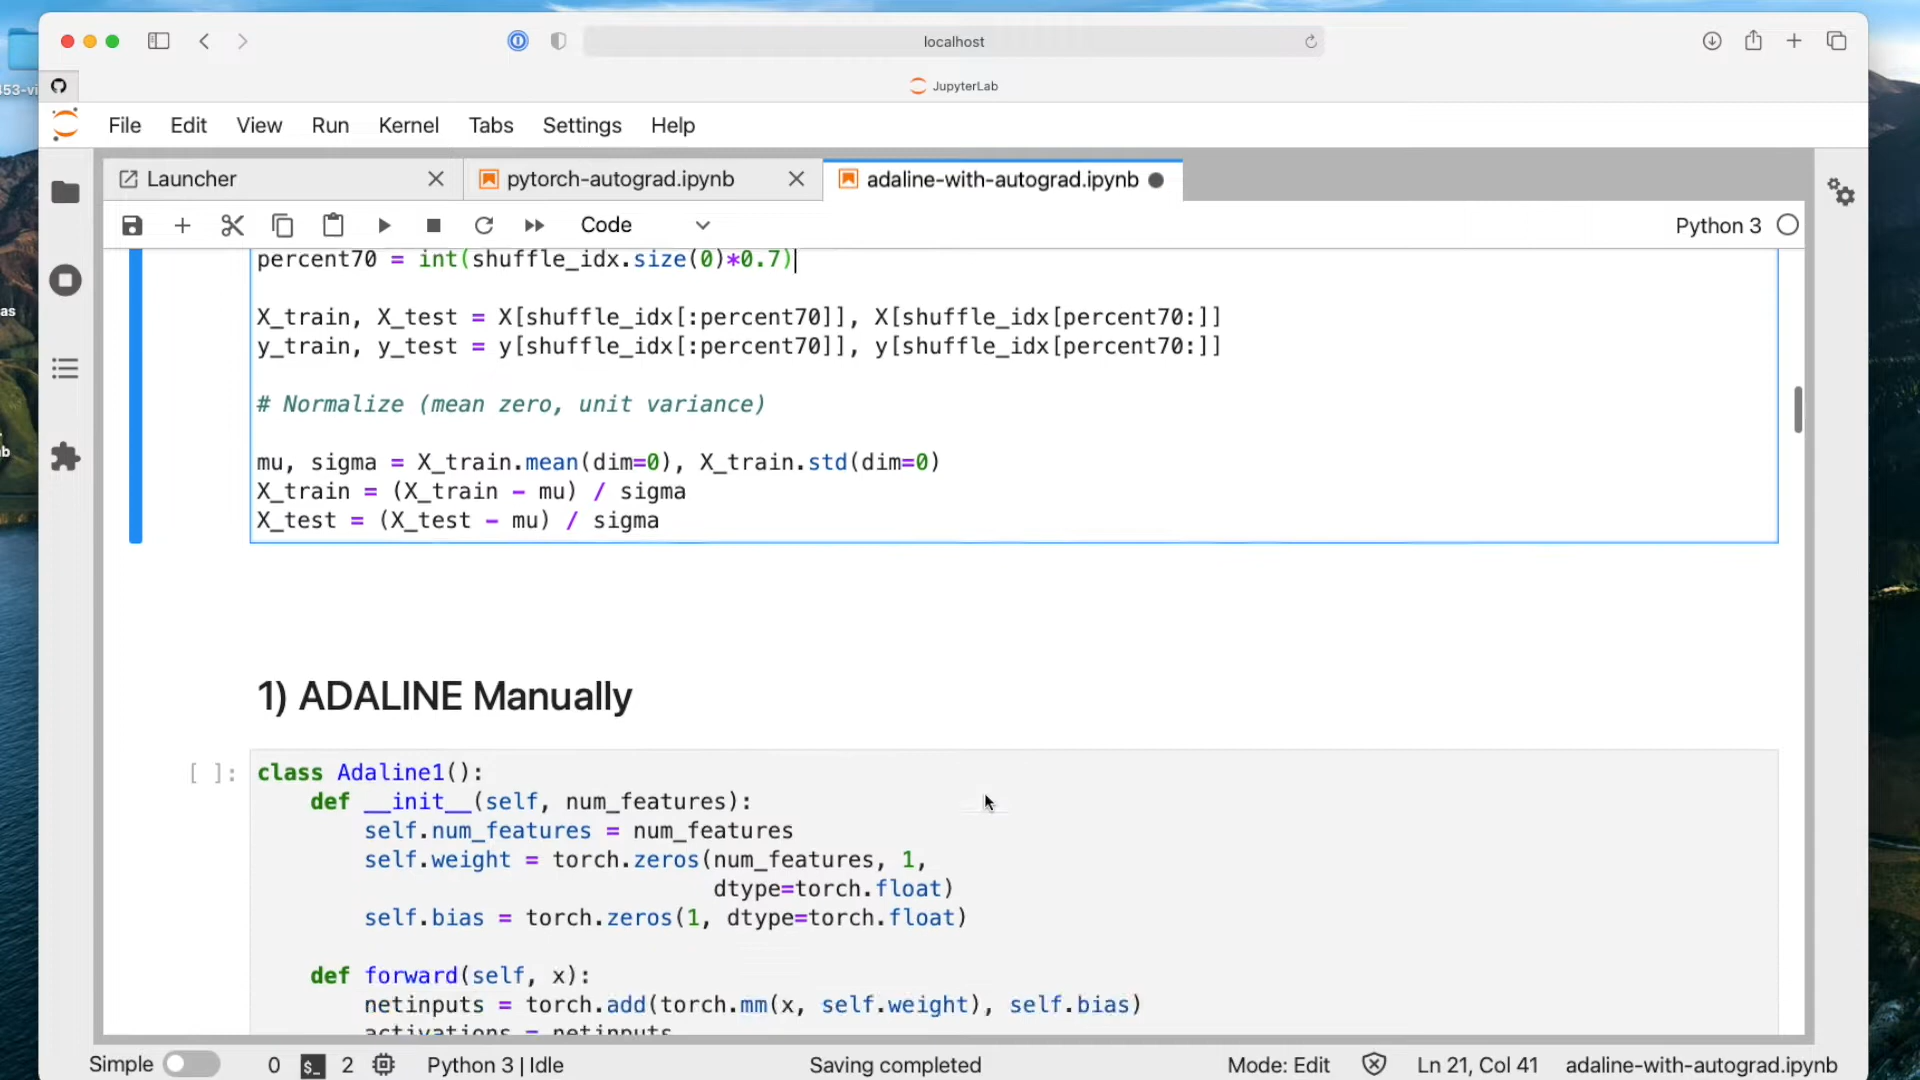 localhost
JupyterLab
File Edit View Run Kernel Tabs Settings Help
Launcher pytorch-autograd.ipynb adaline-with-autograd.ipynb
Code Python 3
percent70 = int(shuffle_idx.size(0)*0.7)
X_train, X_test = X[shuffle_idx[:percent70]], X[shuffle_idx[percent70:]]
y_train, y_test = y[shuffle_idx[:percent70]], y[shuffle_idx[percent70:]]
# Normalize (mean zero, unit variance)
mu, sigma = X_train.mean(dim=0), X_train.std(dim=0)
X_train = (X_train - mu) / sigma
X_test = (X_test - mu) / sigma
1) ADALINE Manually
[ ]: class Adaline1():
def __init__(self, num_features):
self.num_features = num_features
self.weight = torch.zeros(num_features, 1,
dtype=torch.float)
self.bias = torch.zeros(1, dtype=torch.float)
def forward(self, x):
netinputs = torch.add(torch.mm(x, self.weight), self.bias)
activations = netinputs
Simple 0 $_ 2 Python 3 | Idle Saving completed Mode: Edit Ln 21, Col 41 adaline-with-autograd.ipynb